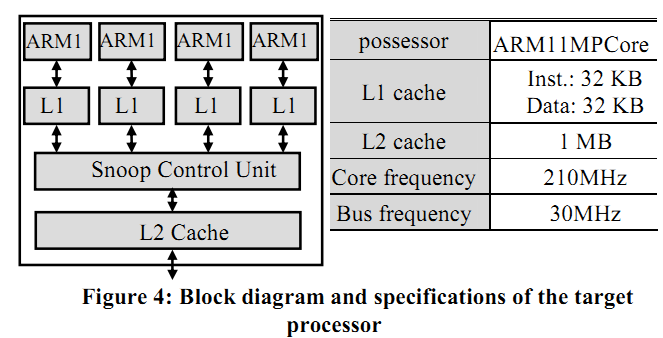 ARM1 ARM1 ARM1 ARM1
L1 L1 L1 L1
Snoop Control Unit
L2 Cache
possessor ARM11MPCore
L1 cache Inst.: 32 KB
Data: 32 KB
L2 cache 1 MB
Core frequency 210MHz
Bus frequency 30MHz
Figure 4: Block diagram and specifications of the target
processor